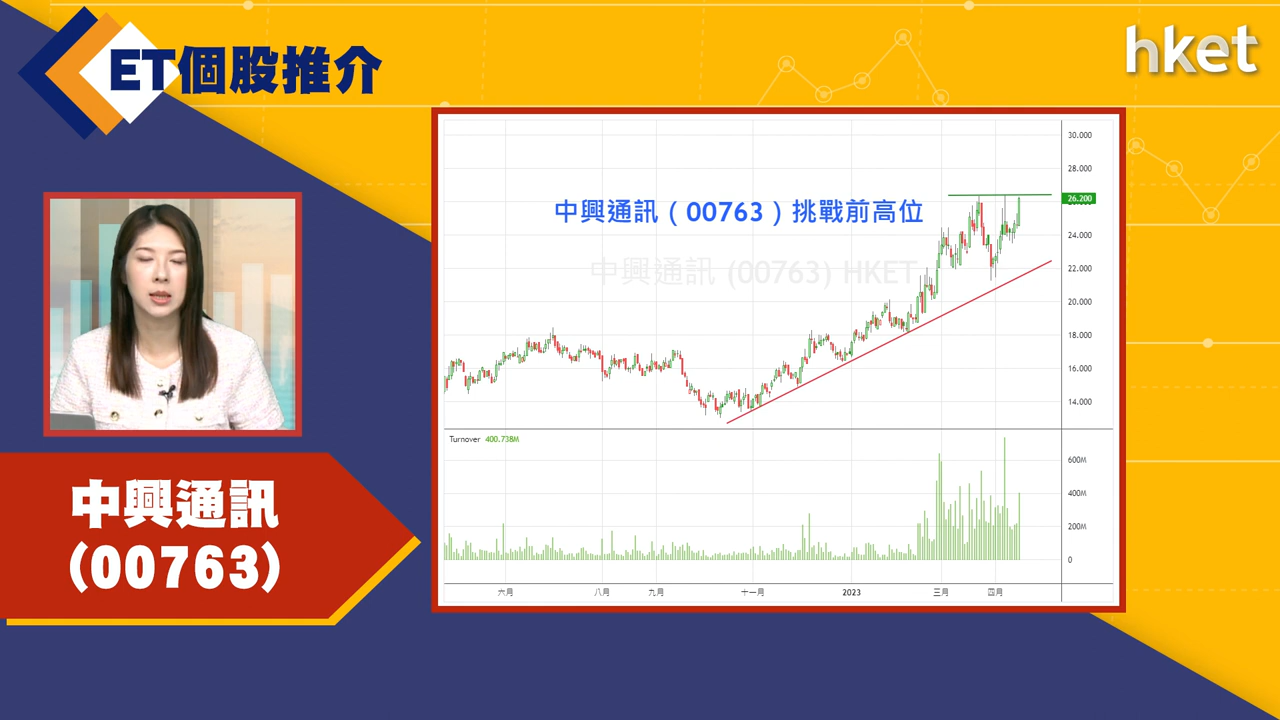 ET個股推介
hket
中興通訊（00763）挑戰前高位
中興通訊 (00763) HKET
30.000
28.000
26.200
24.000
22.000
20.000
18.000
16.000
14.000
Turnover 400.738M
600M
400M
200M
0
六月 八月 九月 十一月 2023 三月 四月
中興通訊
(00763)